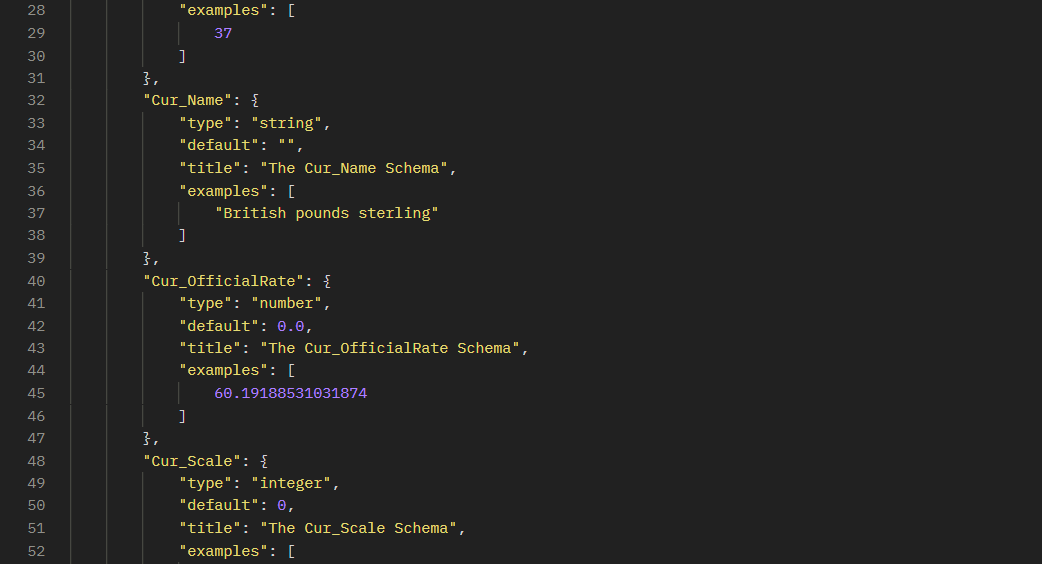 28 "examples": [
29 37
30 ]
31 },
32 "Cur_Name": {
33 "type": "string",
34 "default": "",
35 "title": "The Cur_Name Schema",
36 "examples": [
37 "British pounds sterling"
38 ]
39 },
40 "Cur_OfficialRate": {
41 "type": "number",
42 "default": 0.0,
43 "title": "The Cur_OfficialRate Schema",
44 "examples": [
45 60.19188531031874
46 ]
47 },
48 "Cur_Scale": {
49 "type": "integer",
50 "default": 0,
51 "title": "The Cur_Scale Schema",
52 "examples": [